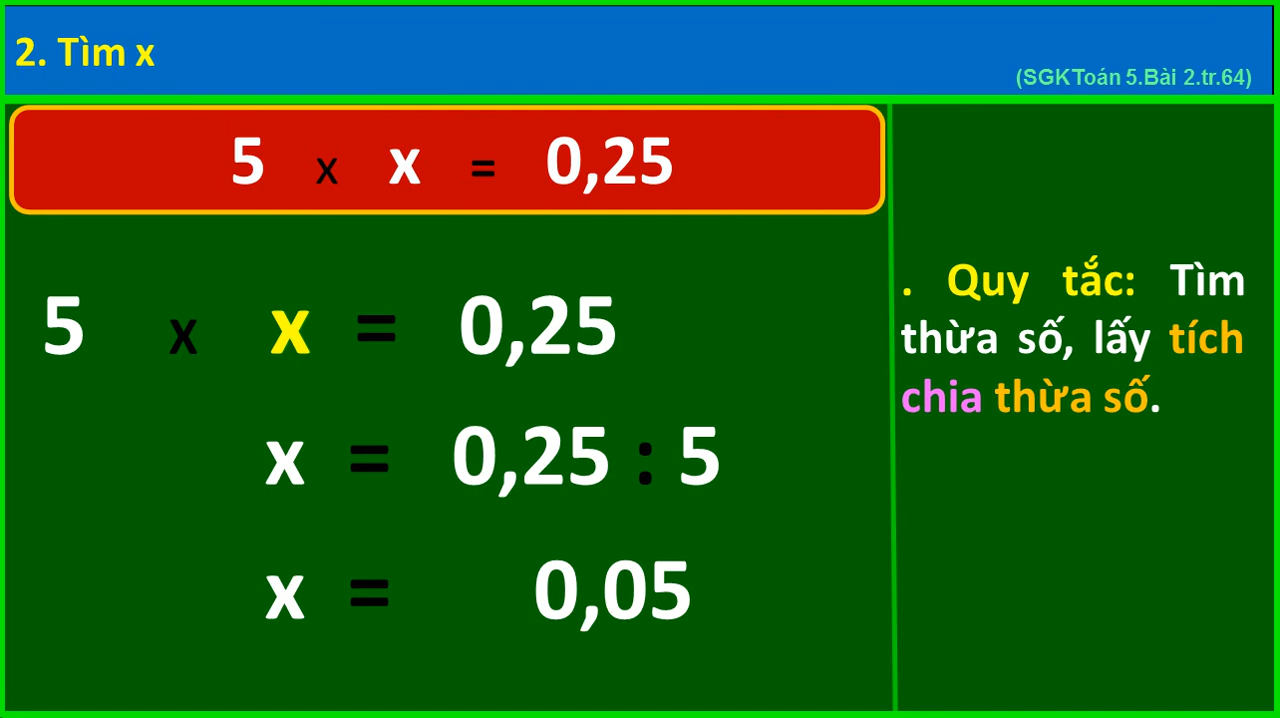 2. Tìm x
(SGKToán 5.Bài 2.tr.64)
5 x x = 0,25
5 x x = 0,25
x = 0,25 : 5
x = 0,05
. Quy tắc: Tìm
thừa số, lấy tích
chia thừa số.